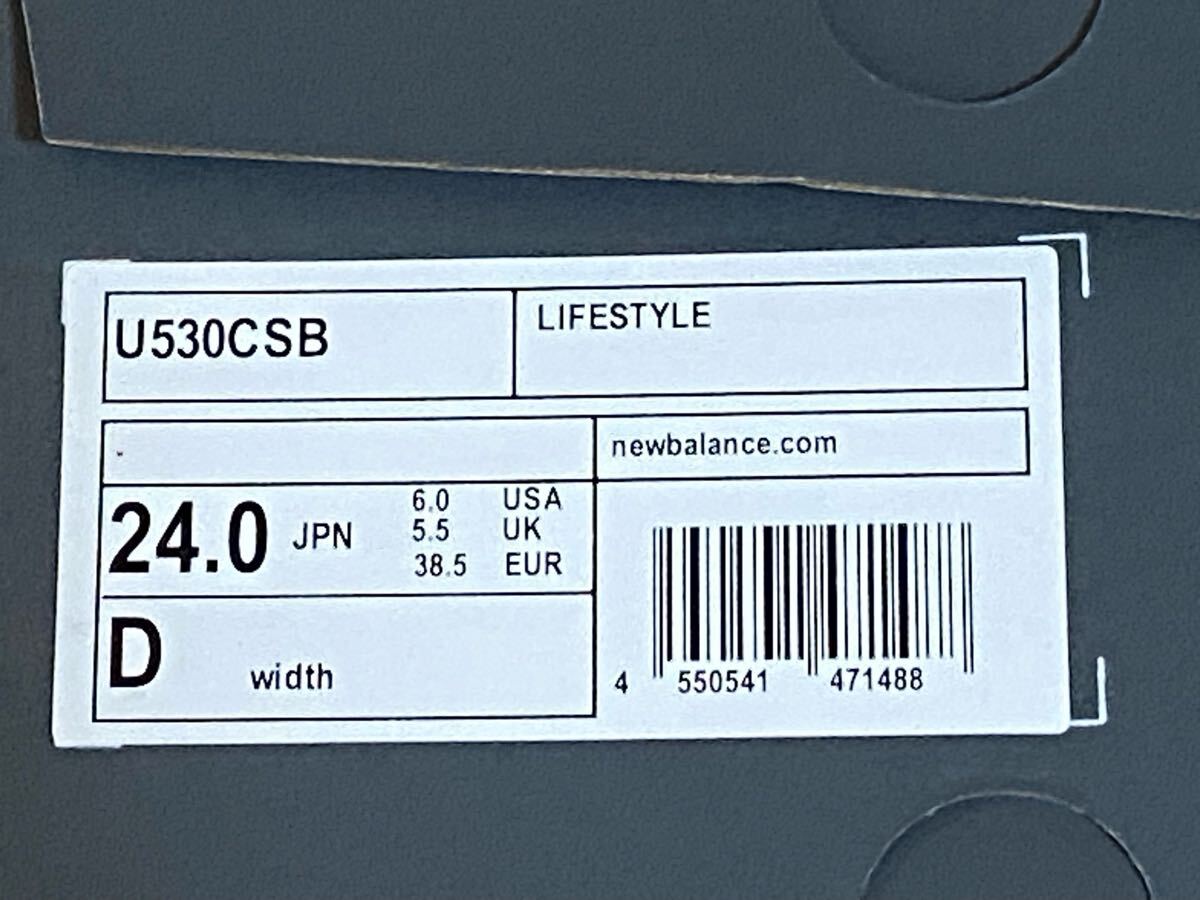 U530CSB
LIFESTYLE
newbalance.com
24.0 JPN
6.0 USA
5.5 UK
38.5 EUR
D width
4 550541 471488